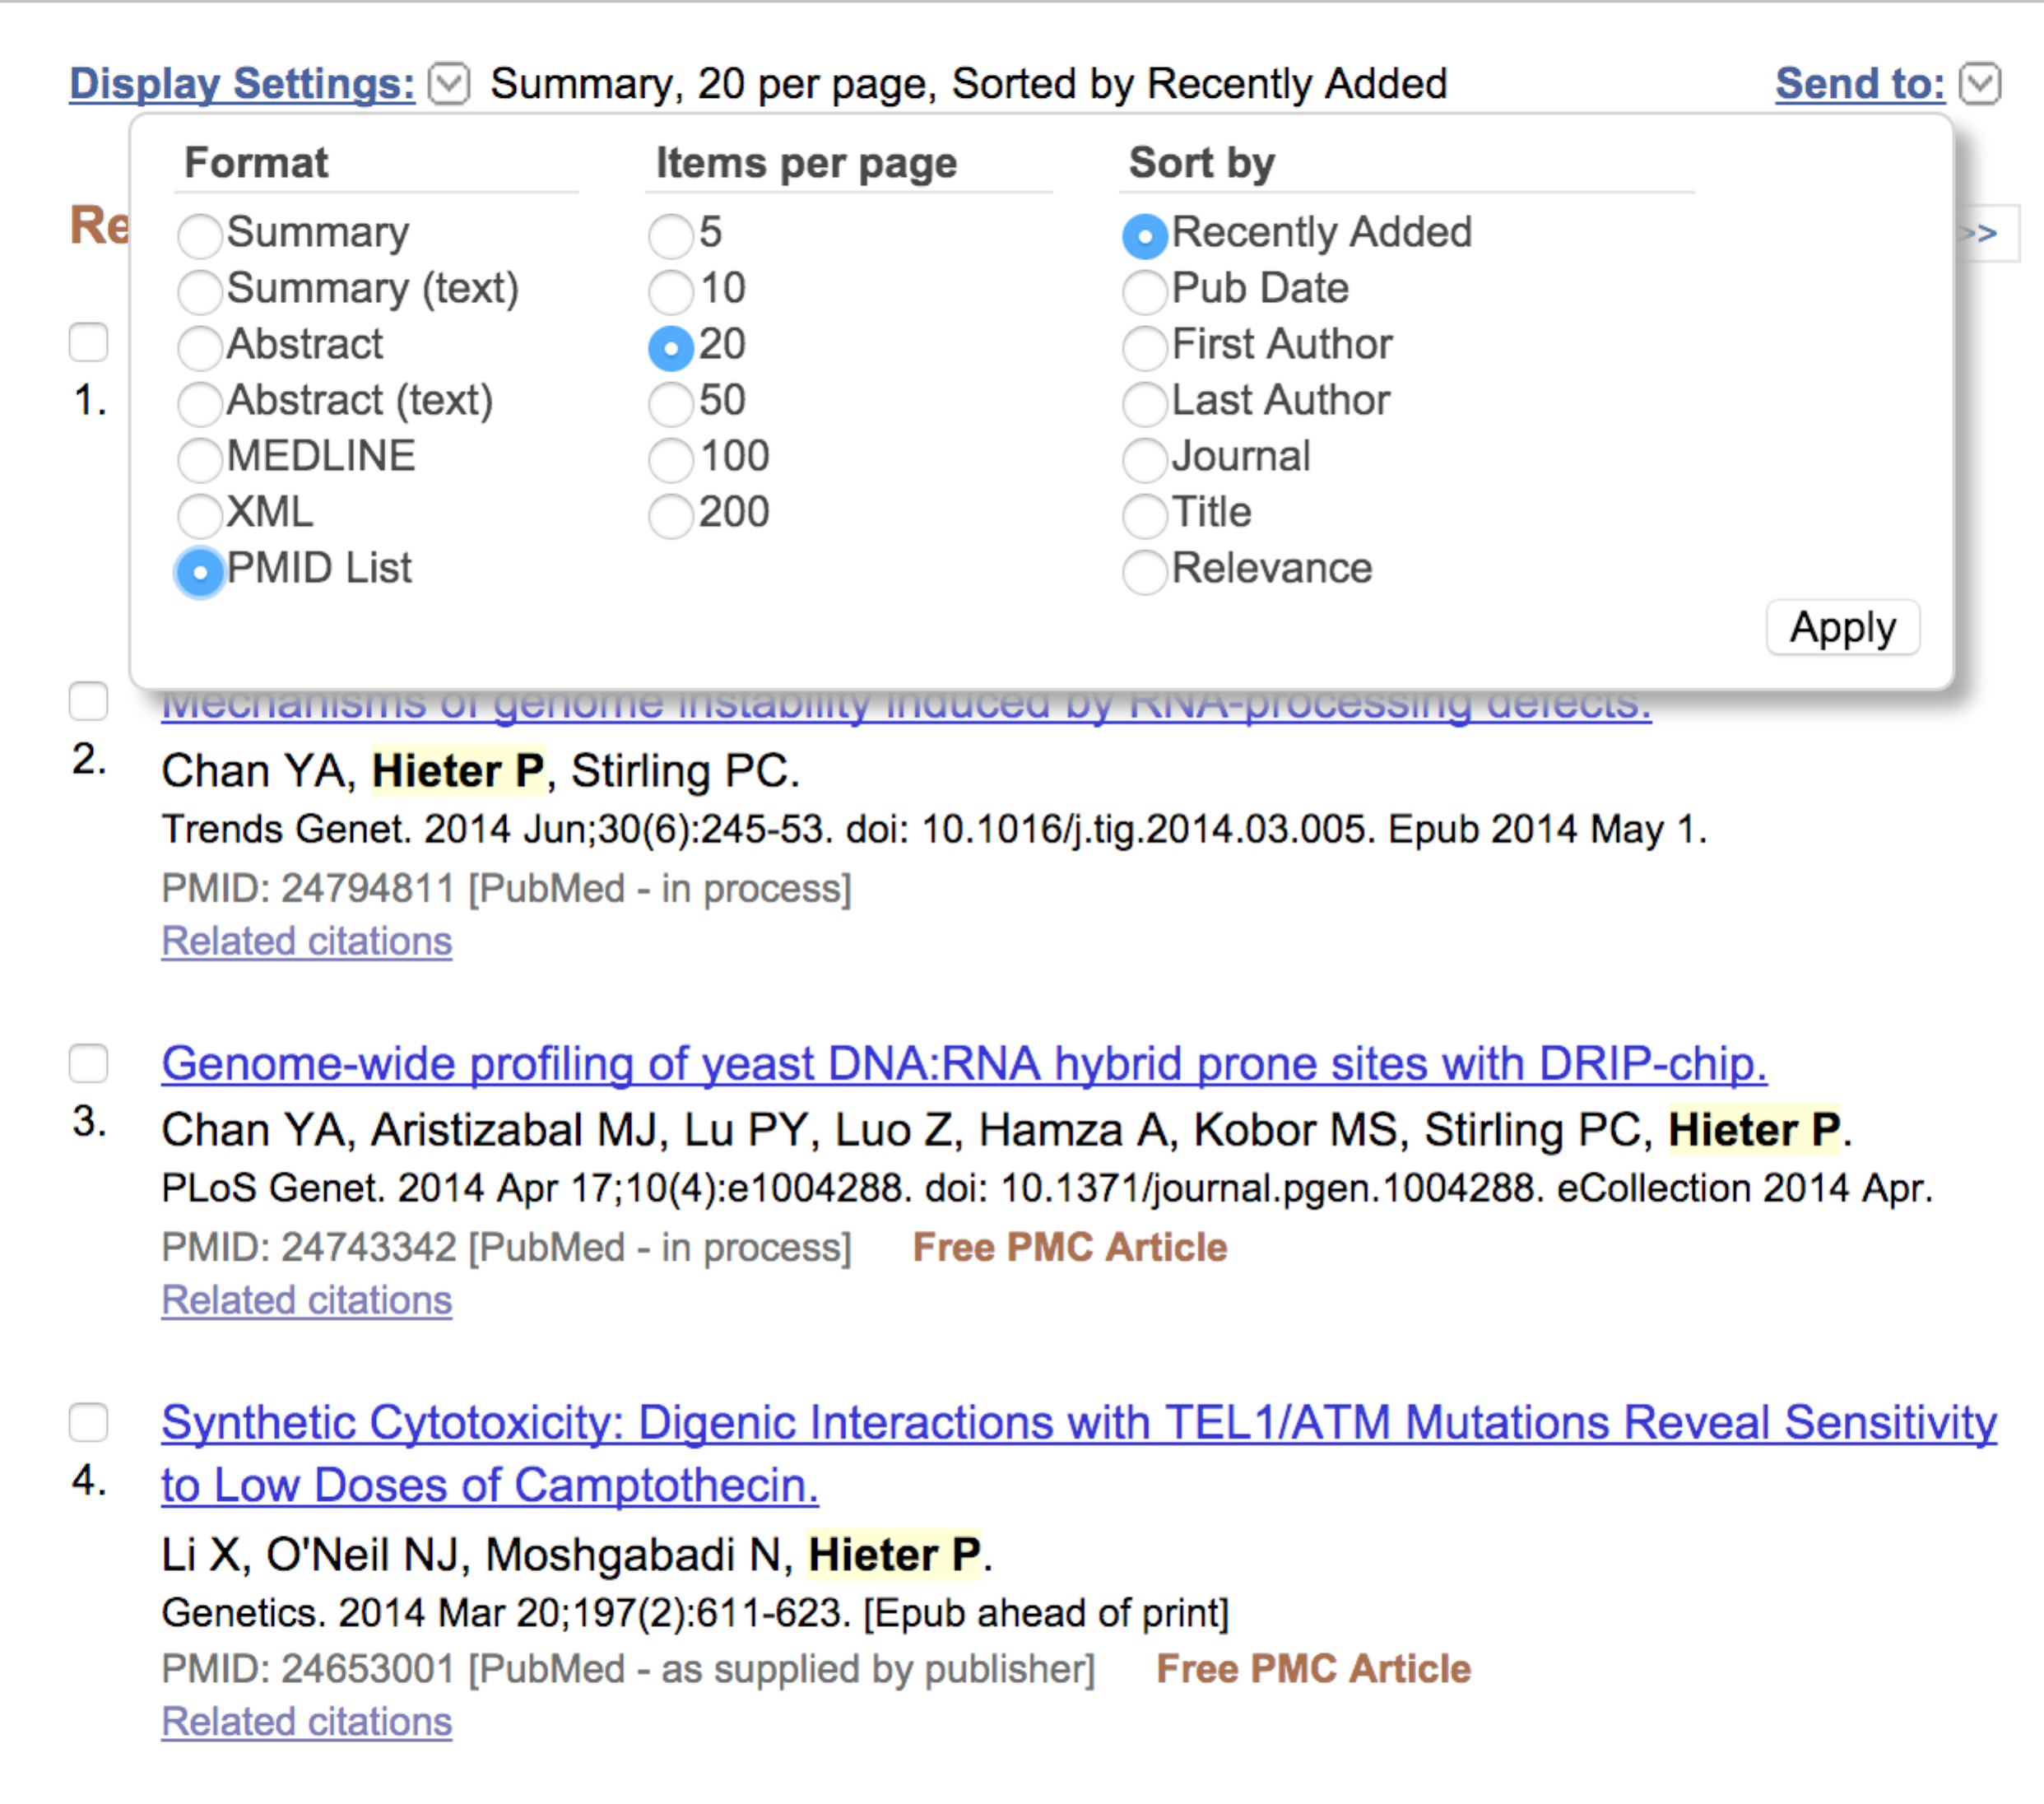 Display Settings: Summary, 20 per page, Sorted by Recently Added Send to:
Format Items per page Sort by
Re >>
Summary 5 Recently Added
Summary (text) 10 Pub Date
Abstract 20 First Author
1. Abstract (text) 50 Last Author
MEDLINE 100 Journal
XML 200 Title
PMID List Relevance
Apply
Mechanisms of genome instability induced by RNA-processing defects.
2. Chan YA, Hieter P, Stirling PC.
Trends Genet. 2014 Jun;30(6):245-53. doi: 10.1016/j.tig.2014.03.005. Epub 2014 May 1.
PMID: 24794811 [PubMed - in process]
Related citations
Genome-wide profiling of yeast DNA:RNA hybrid prone sites with DRIP-chip.
3. Chan YA, Aristizabal MJ, Lu PY, Luo Z, Hamza A, Kobor MS, Stirling PC, Hieter P.
PLoS Genet. 2014 Apr 17;10(4):e1004288. doi: 10.1371/journal.pgen.1004288. eCollection 2014 Apr.
PMID: 24743342 [PubMed - in process] Free PMC Article
Related citations
Synthetic Cytotoxicity: Digenic Interactions with TEL1/ATM Mutations Reveal Sensitivity
4. to Low Doses of Camptothecin.
Li X, O'Neil NJ, Moshgabadi N, Hieter P.
Genetics. 2014 Mar 20;197(2):611-623. [Epub ahead of print]
PMID: 24653001 [PubMed - as supplied by publisher] Free PMC Article
Related citations